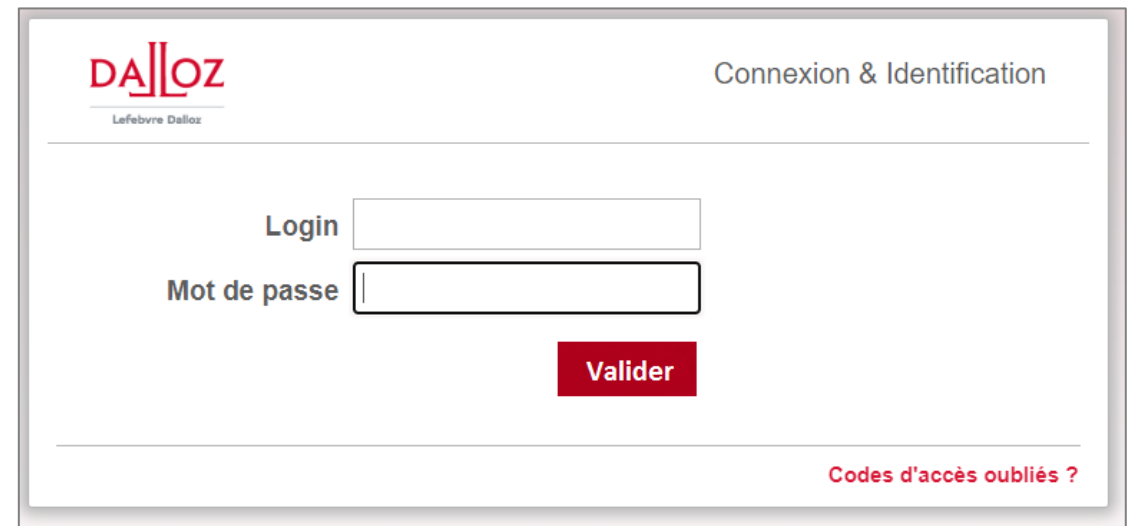 DALLOZ
Lefebvre Dalloz
Connexion & Identification
Login
Mot de passe
Valider
Codes d'accès oubliés ?